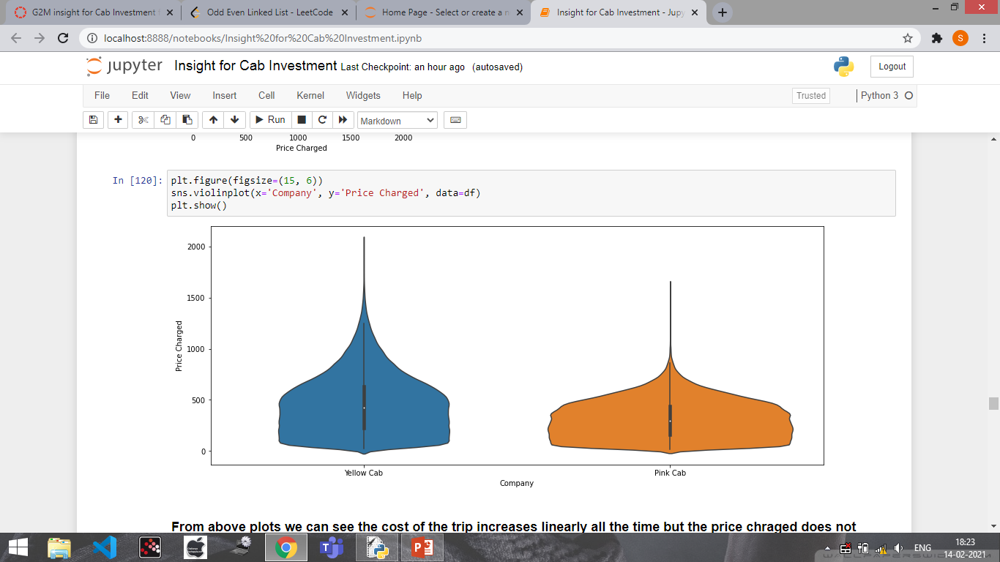 G2M insight for Cab Investment
Odd Even Linked List - LeetCode
Home Page - Select or create a n
Insight for Cab Investment - Jupy
localhost:8888/notebooks/Insight%20for%20Cab%20Investment.ipynb
S
jupyter Insight for Cab Investment Last Checkpoint: an hour ago (autosaved)
Logout
File Edit View Insert Cell Kernel Widgets Help
Trusted
Python 3
Run
Markdown
0 500 1000 1500 2000
Price Charged
In [120]:
plt.figure(figsize=(15, 6))
sns.violinplot(x='Company', y='Price Charged', data=df)
plt.show()
2000
1500
1000
500
0
Price Charged
Yellow Cab
Pink Cab
Company
From above plots we can see the cost of the trip increases linearly all the time but the price chraged does not
ENG
18:23
14-02-2021